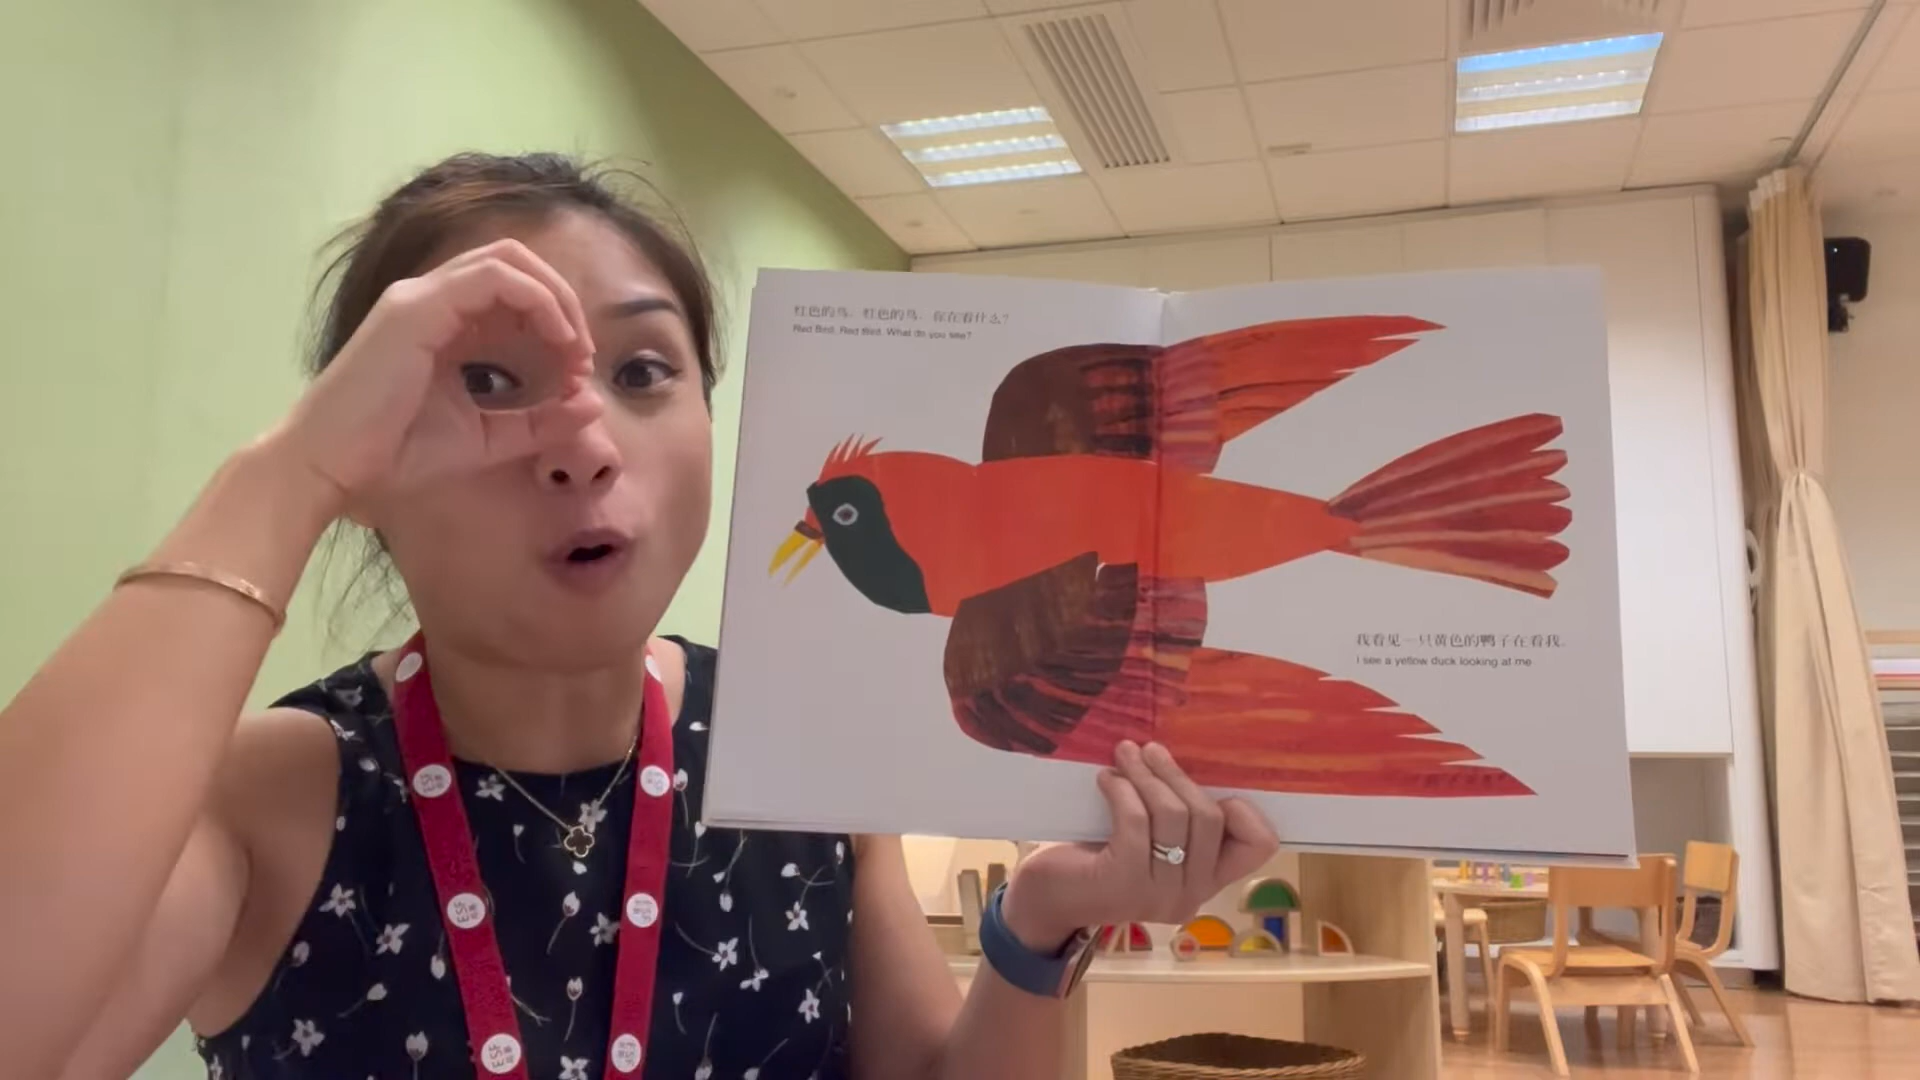 红色的鸟，红色的鸟，你在看什么？
Red Bird, Red Bird, What do you see?
我看见一只黄色的鸭子在看我。
I see a yellow duck looking at me